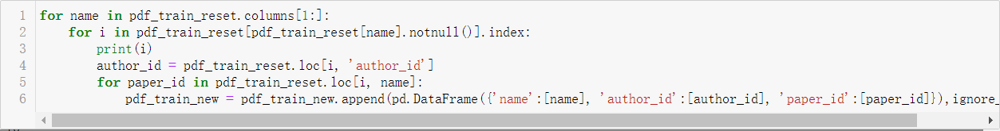 1 for name in pdf_train_reset.columns[1:]:
2     for i in pdf_train_reset[pdf_train_reset[name].notnull()].index:
3         print(i)
4         author_id = pdf_train_reset.loc[i, 'author_id']
5         for paper_id in pdf_train_reset.loc[i, name]:
6             pdf_train_new = pdf_train_new.append(pd.DataFrame({'name':[name], 'author_id':[author_id], 'paper_id':[paper_id]}),ignore_